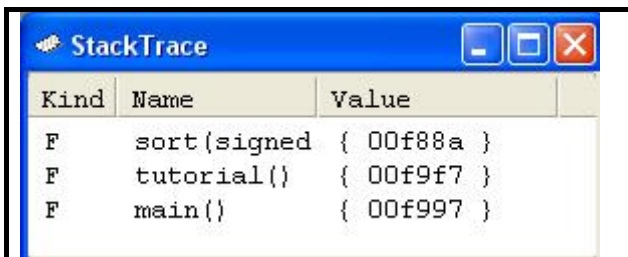 StackTrace
Kind Name Value
F sort(signed { 00f88a }
F tutorial() { 00f9f7 }
F main() { 00f997 }